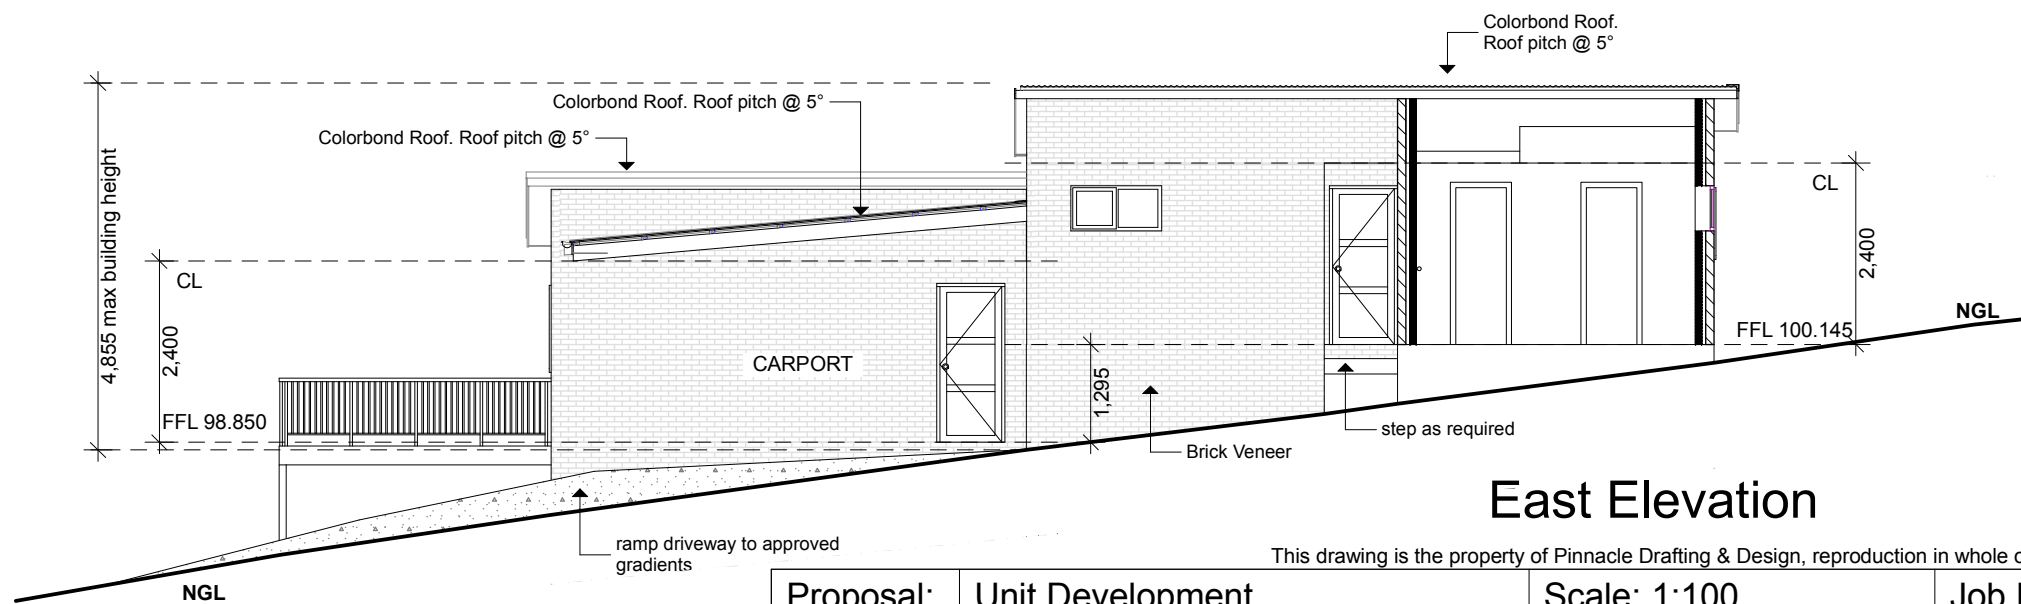 Colorbond Roof.
Roof pitch @ 5°
Colorbond Roof. Roof pitch @ 5°
Colorbond Roof. Roof pitch @ 5°
4,855 max building height
CL
2,400
FFL 98.850
CARPORT
1,295
Brick Veneer
step as required
CL
2,400
FFL 100.145
NGL
ramp driveway to approved
gradients
NGL
East Elevation
This drawing is the property of Pinnacle Drafting & Design, reproduction in whole o
Proposal: Unit Development Scale: 1:100 Job